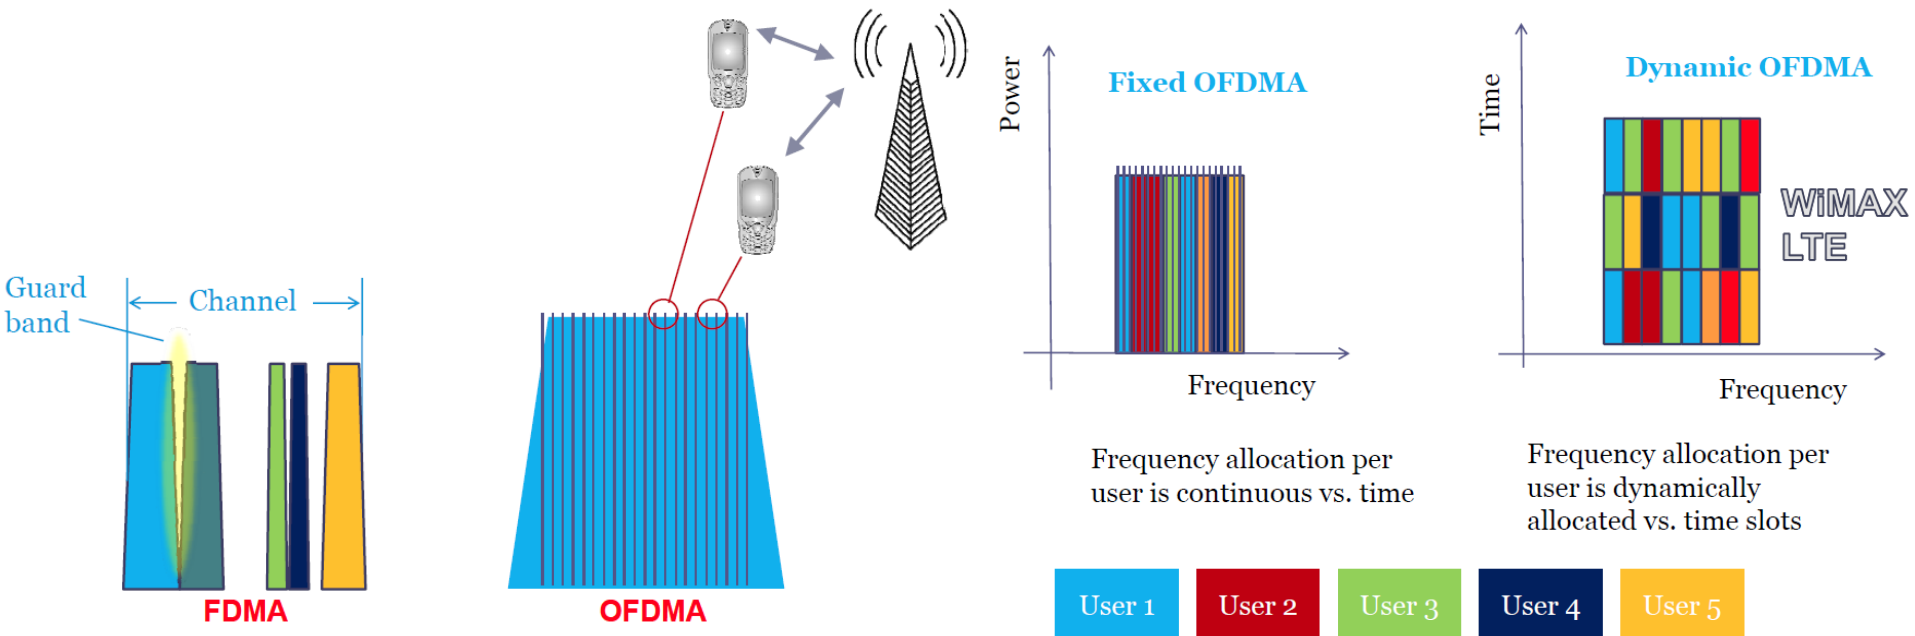 Guard
band
Channel
FDMA
OFDMA
Power
Fixed OFDMA
Frequency
Frequency allocation per
user is continuous vs. time
Time
Dynamic OFDMA
WiMAX
LTE
Frequency
Frequency allocation per
user is dynamically
allocated vs. time slots
User 1
User 2
User 3
User 4
User 5